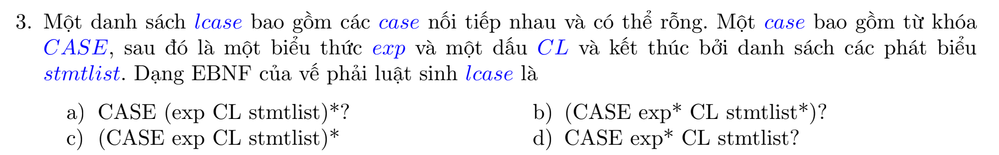 3. Một danh sách lcase bao gồm các case nối tiếp nhau và có thể rỗng. Một case bao gồm từ khóa
CASE, sau đó là một biểu thức exp và một dấu CL và kết thúc bởi danh sách các phát biểu
stmtlist. Dạng EBNF của vế phải luật sinh lcase là
a) CASE (exp CL stmtlist)*?
b) (CASE exp* CL stmtlist*)?
c) (CASE exp CL stmtlist)*
d) CASE exp* CL stmtlist?